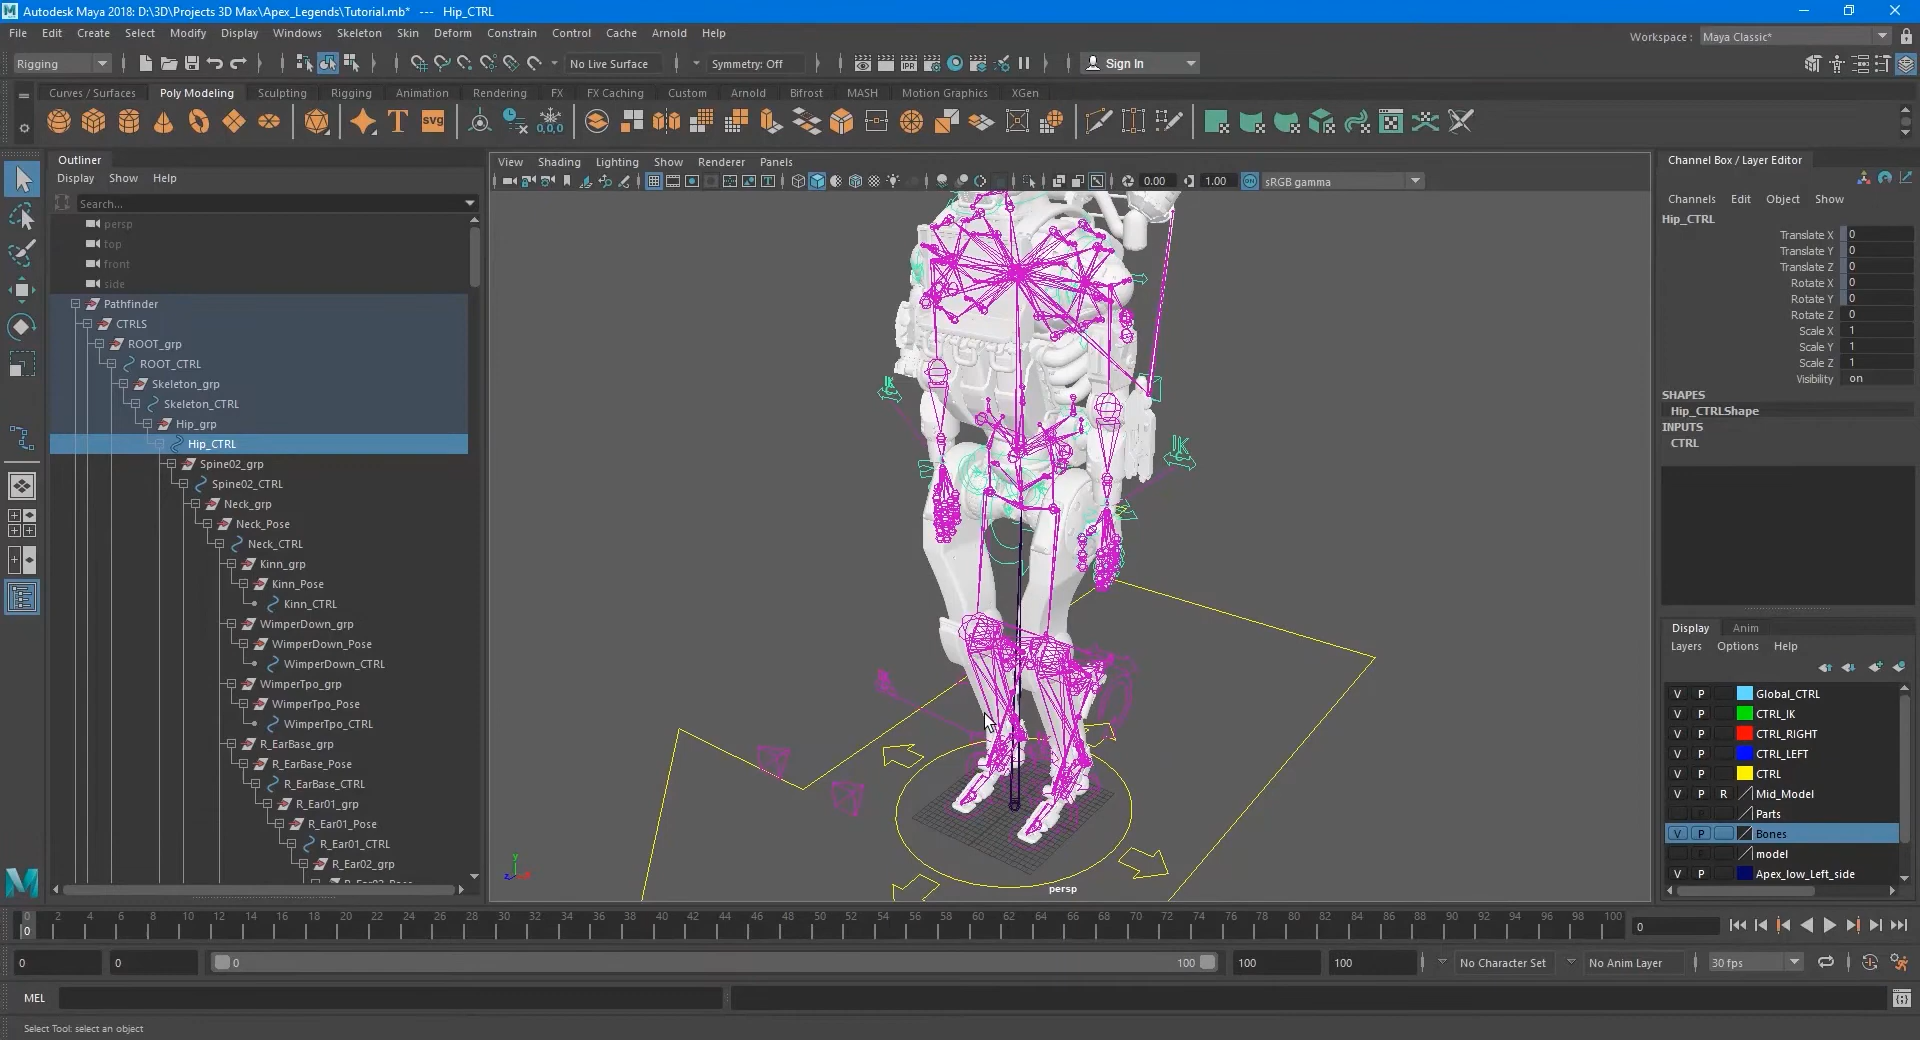 Autodesk Maya 2018: D:\3D\Projects 3D Max\Apex_Legends\Tutorial.mb* --- Hip_CTRL
File Edit Create Select Modify Display Windows Skeleton Skin Deform Constrain Control Cache Arnold Help
Workspace : Maya Classic*
Rigging No Live Surface Symmetry: Off Sign In
Curves / Surfaces Poly Modeling Sculpting Rigging Animation Rendering FX FX Caching Custom Arnold Bifrost MASH Motion Graphics XGen
T svg 0,0,0
Outliner
Display Show Help
Search...
persp
top
front
side
Pathfinder
CTRLS
ROOT_grp
ROOT_CTRL
Skeleton_grp
Skeleton_CTRL
Hip_grp
Hip_CTRL
Spine02_grp
Spine02_CTRL
Neck_grp
Neck_Pose
Neck_CTRL
Kinn_grp
Kinn_Pose
Kinn_CTRL
WimperDown_grp
WimperDown_Pose
WimperDown_CTRL
WimperTpo_grp
WimperTpo_Pose
WimperTpo_CTRL
R_EarBase_grp
R_EarBase_Pose
R_EarBase_CTRL
R_Ear01_grp
R_Ear01_Pose
R_Ear01_CTRL
R_Ear02_grp
View Shading Lighting Show Renderer Panels
0.00 1.00 ON sRGB gamma
IK
IK
persp
Channel Box / Layer Editor
Channels Edit Object Show
Hip_CTRL
Translate X 0
Translate Y 0
Translate Z 0
Rotate X 0
Rotate Y 0
Rotate Z 0
Scale X 1
Scale Y 1
Scale Z 1
Visibility on
SHAPES
Hip_CTRLShape
INPUTS
CTRL
Display Anim
Layers Options Help
V P Global_CTRL
V P CTRL_IK
V P CTRL_RIGHT
V P CTRL_LEFT
V P CTRL
V P R Mid_Model
Parts
V P Bones
model
V P Apex_low_Left_side
0 2 4 6 8 10 12 14 16 18 20 22 24 26 28 30 32 34 36 38 40 42 44 46 48 50 52 54 56 58 60 62 64 66 68 70 72 74 76 78 80 82 84 86 88 90 92 94 96 98 100
0 0
0 0 0 100 100 100 No Character Set No Anim Layer 30 fps
MEL
Select Tool: select an object